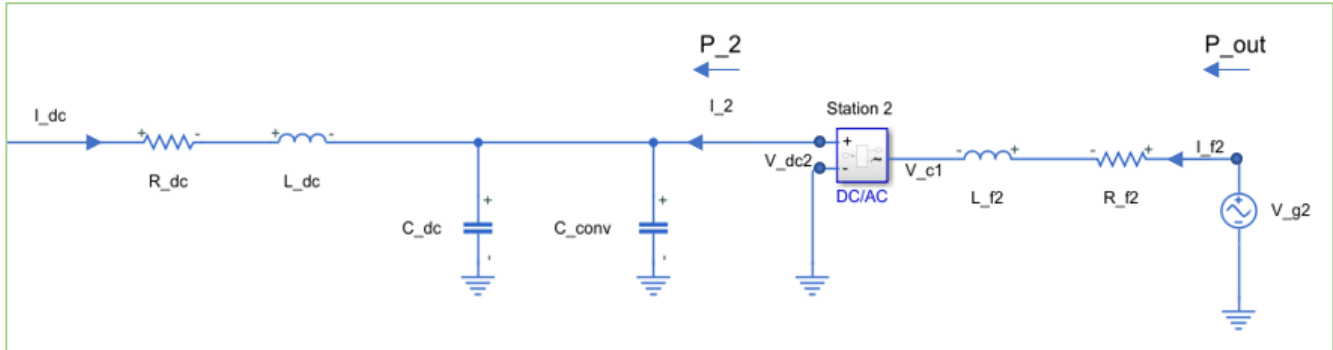 P_2
P_out
I_dc
I_2
Station 2
+ - + -
R_dc
L_dc
V_dc2
+
-
V_c1
DC/AC
- + - +
I_f2
L_f2
R_f2
C_dc
+
-
C_conv
+
-
+
-
V_g2